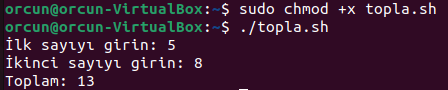 orcun@orcun-VirtualBox:~$ sudo chmod +x topla.sh
orcun@orcun-VirtualBox:~$ ./topla.sh
İlk sayıyı girin: 5
İkinci sayıyı girin: 8
Toplam: 13